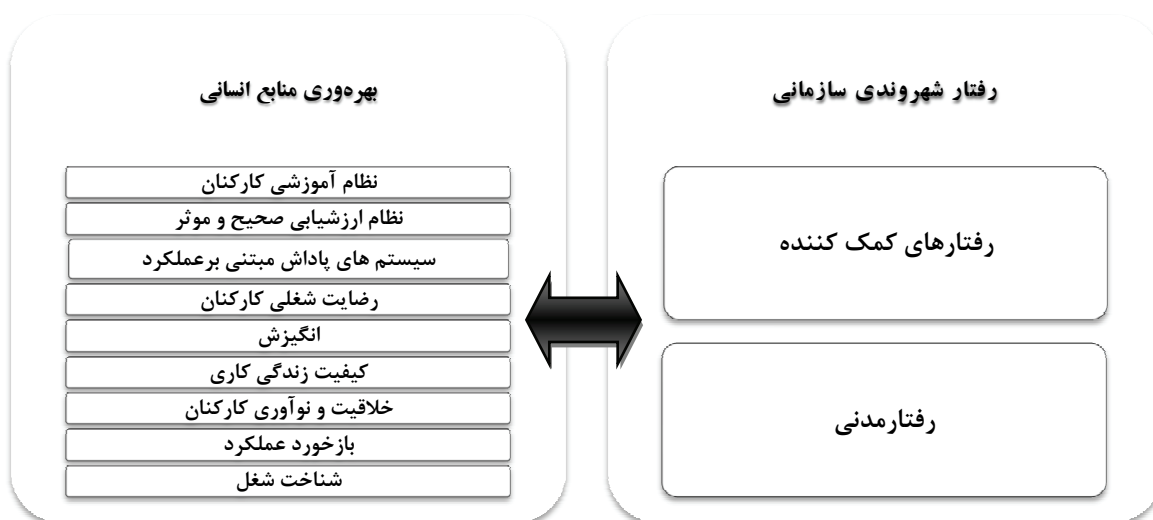 رفتار شهروندی سازمانی
رفتارهای کمک کننده
رفتارمدنی
بهره‌وری منابع انسانی
نظام آموزشی کارکنان
نظام ارزشیابی صحیح و موثر
سیستم های پاداش مبتنی برعملکرد
رضایت شغلی کارکنان
انگیزش
کیفیت زندگی کاری
خلاقیت و نوآوری کارکنان
بازخورد عملکرد
شناخت شغل